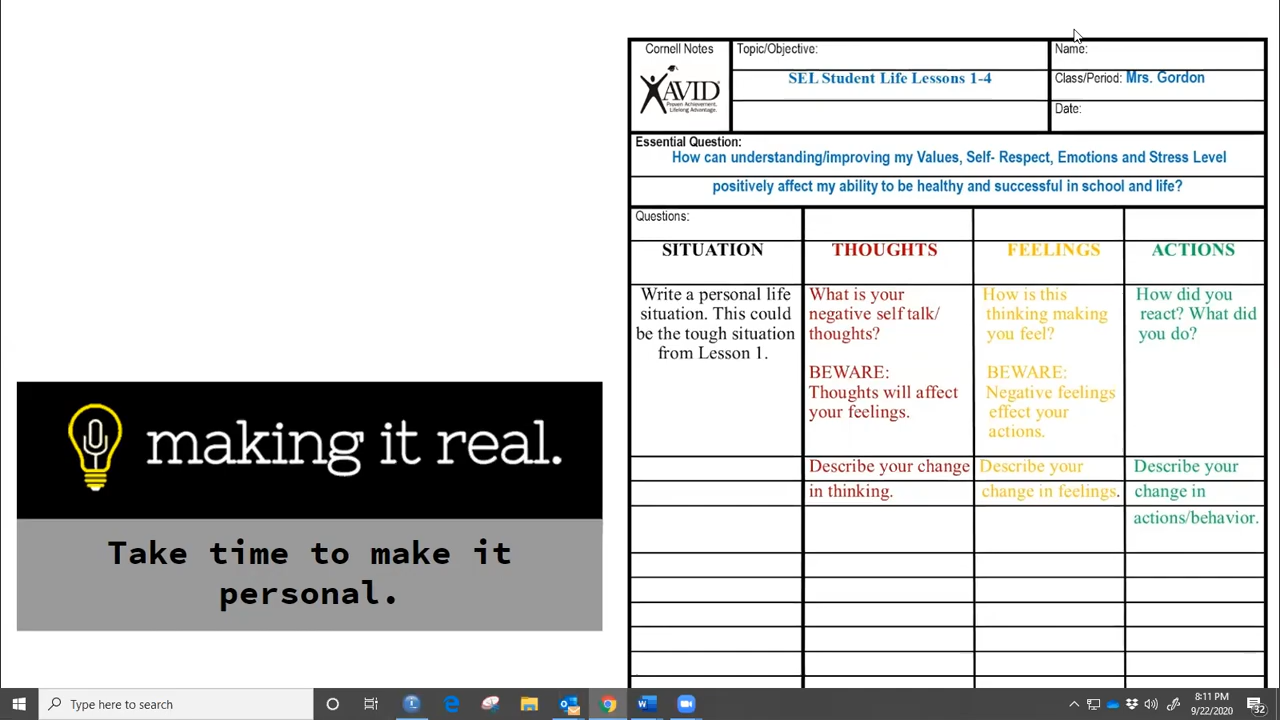 Cornell Notes
AVID
Proven Achievement.
Lifelong Advantage.
Topic/Objective:
SEL Student Life Lessons 1-4
Name:
Class/Period: Mrs. Gordon
Date:
Essential Question:
How can understanding/improving my Values, Self- Respect, Emotions and Stress Level
positively affect my ability to be healthy and successful in school and life?
Questions:
SITUATION
THOUGHTS
FEELINGS
ACTIONS
Write a personal life
situation. This could
be the tough situation
from Lesson 1.
What is your
negative self talk/
thoughts?
BEWARE:
Thoughts will affect
your feelings.
How is this
thinking making
you feel?
BEWARE:
Negative feelings
effect your
actions.
How did you
react? What did
you do?
Describe your change
in thinking.
Describe your
change in feelings.
Describe your
change in
actions/behavior.
making it real.
Take time to make it
personal.
Type here to search
8:11 PM
9/22/2020
32